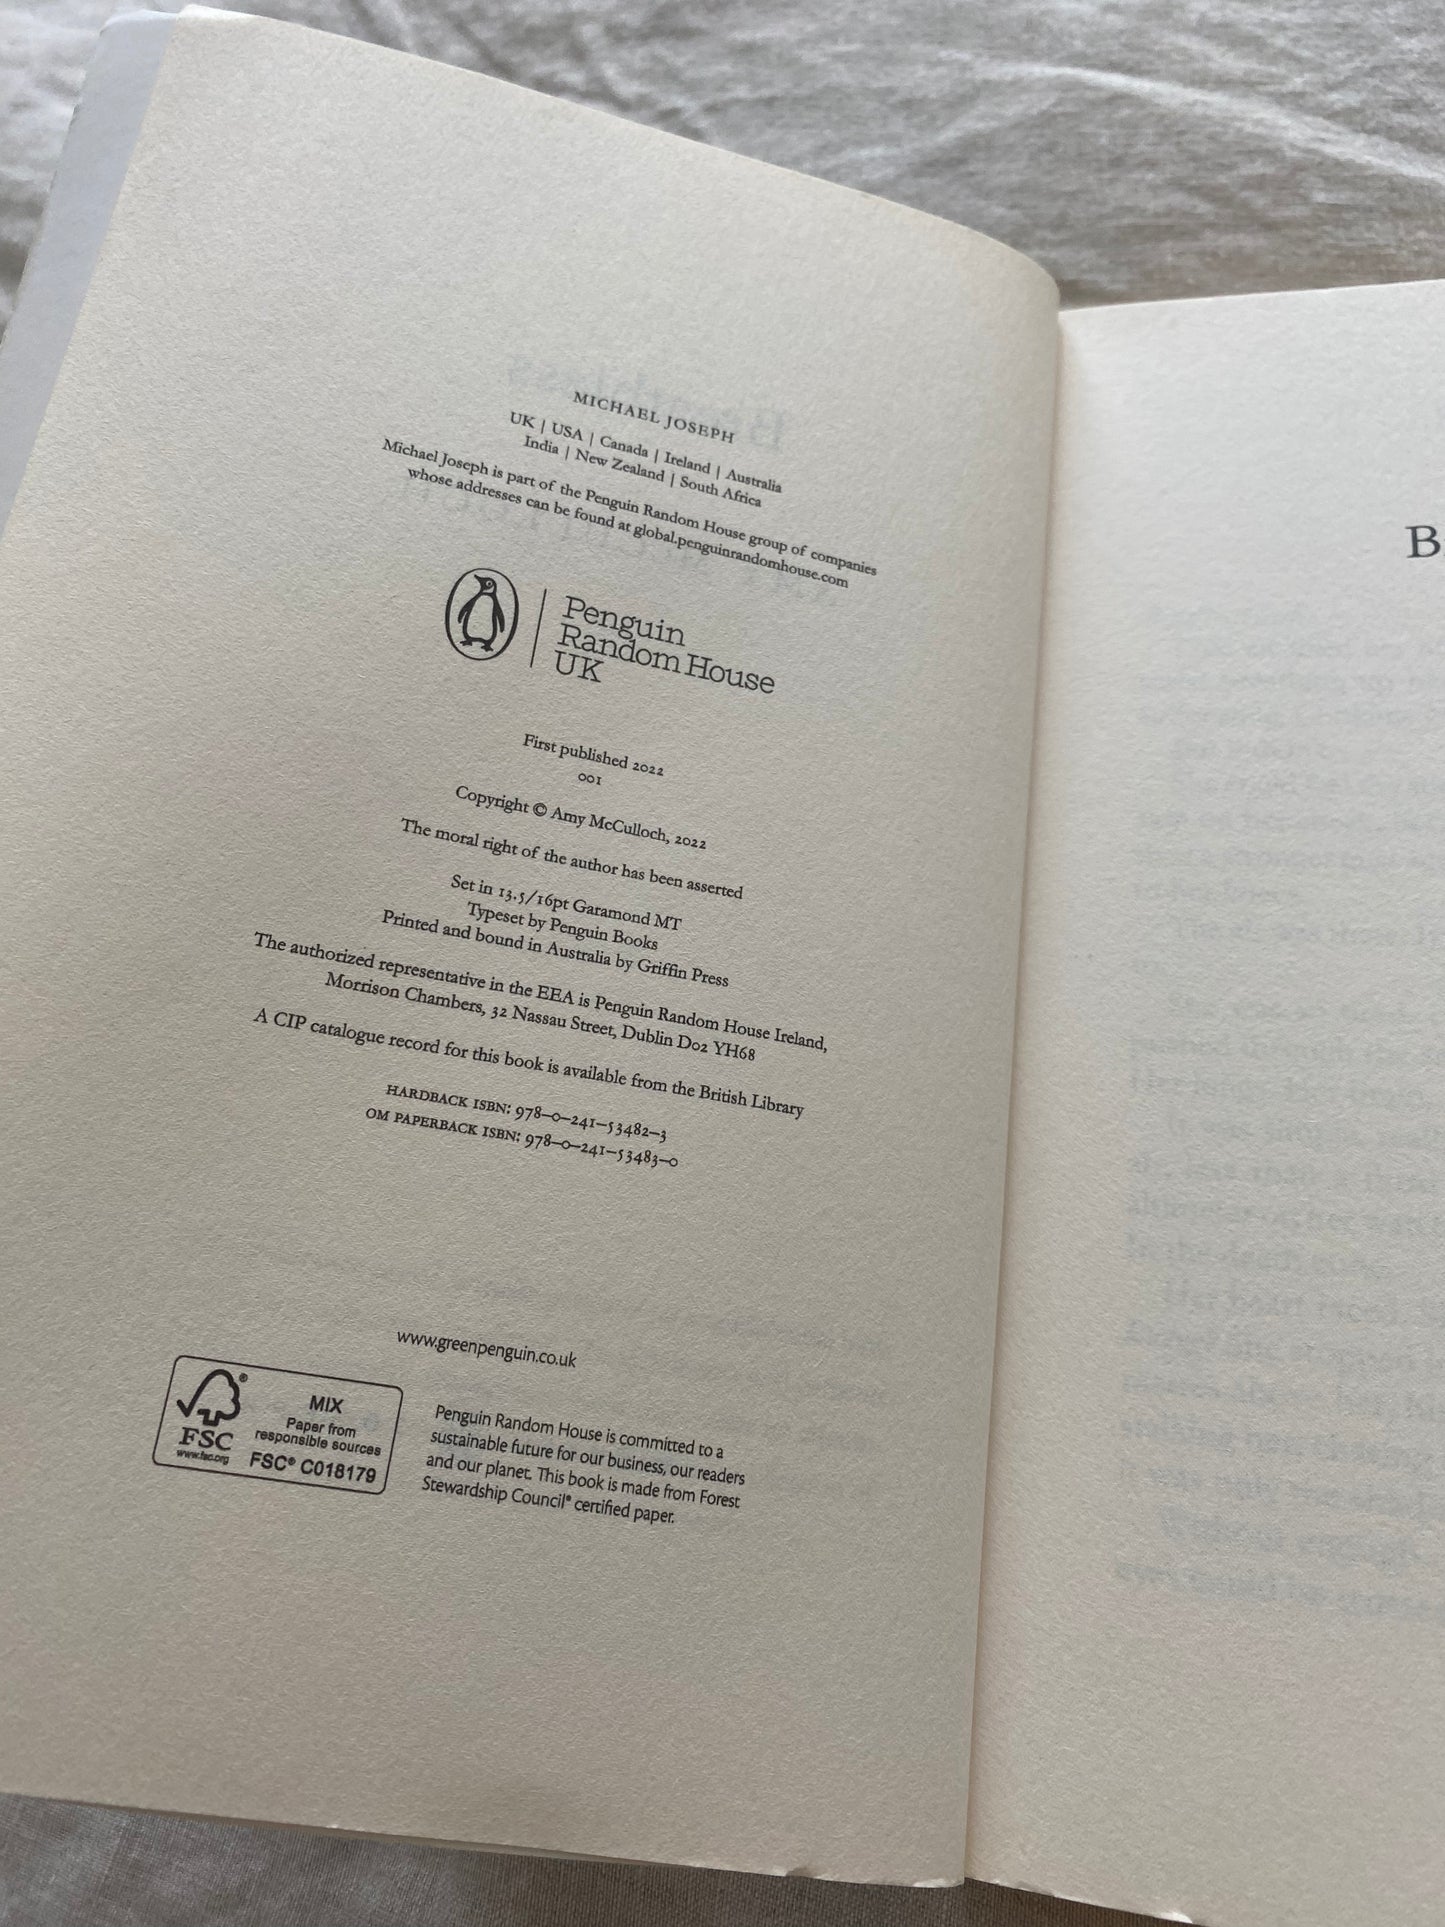 MICHAEL JOSEPH
UK | USA | Canada | Ireland | Australia
India | New Zealand | South Africa
Michael Joseph is part of the Penguin Random House group of companies
whose addresses can be found at global.penguinrandomhouse.com
Penguin
Random House
UK
First published 2022
001
Copyright © Amy McCulloch, 2022
The moral right of the author has been asserted
Set in 13.5/16pt Garamond MT
Typeset by Penguin Books
Printed and bound in Australia by Griffin Press
The authorized representative in the EEA is Penguin Random House Ireland,
Morrison Chambers, 32 Nassau Street, Dublin D02 YH68
A CIP catalogue record for this book is available from the British Library
HARDBACK ISBN: 978–0–241–53482–3
OM PAPERBACK ISBN: 978–0–241–53483–0
www.greenpenguin.co.uk
MIX
Paper from
responsible sources
FSC® C018179
FSC
www.fsc.org
Penguin Random House is committed to a
sustainable future for our business, our readers
and our planet. This book is made from Forest
Stewardship Council® certified paper.
B